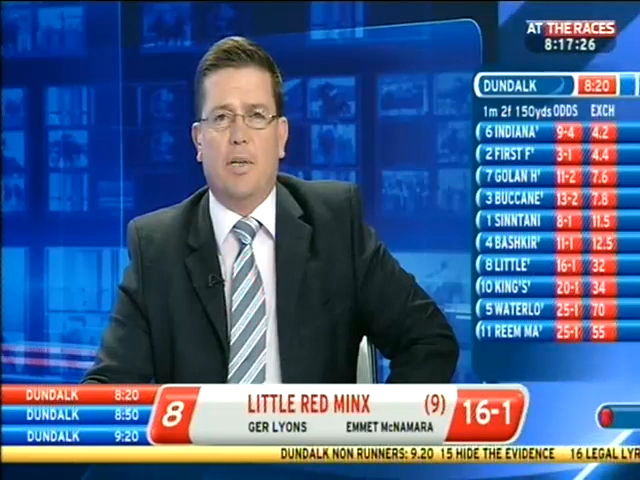 AT THE RACES
8:17:26
DUNDALK 8:20
1m 2f 150yds ODDS EXCH
6 INDIANA' 9-4 4.2
2 FIRST F' 3-1 4.4
7 GOLAN H' 11-2 7.6
3 BUCCANE' 13-2 7.8
1 SINNTANI 8-1 11.5
4 BASHKIR' 11-1 12.5
8 LITTLE' 16-1 32
10 KING'S' 20-1 34
5 WATERLO' 25-1 70
11 REEM MA' 25-1 55
DUNDALK 8:20
DUNDALK 8:50
DUNDALK 9:20
8 LITTLE RED MINX (9) 16-1
GER LYONS EMMET McNAMARA
DUNDALK NON RUNNERS: 9.20 15 HIDE THE EVIDENCE 16 LEGAL LYR